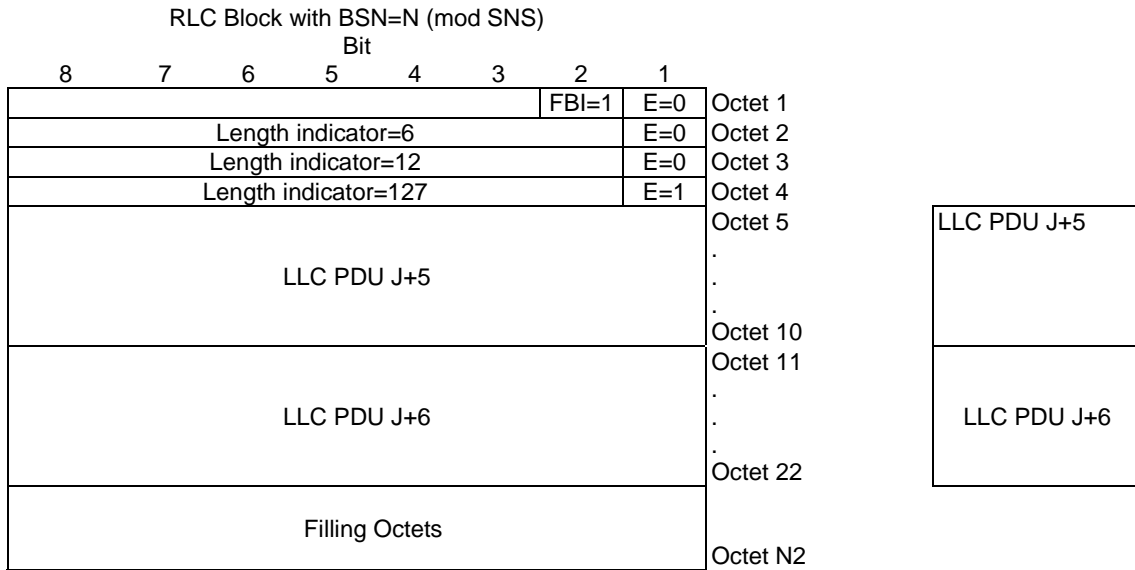 RLC Block with BSN=N (mod SNS)
Bit
8 7 6 5 4 3 2 1
FBI=1 E=0 Octet 1
Length indicator=6 E=0 Octet 2
Length indicator=12 E=0 Octet 3
Length indicator=127 E=1 Octet 4
Octet 5 LLC PDU J+5
.
LLC PDU J+5 .
.
Octet 10
Octet 11
.
LLC PDU J+6 . LLC PDU J+6
.
Octet 22
Filling Octets
Octet N2